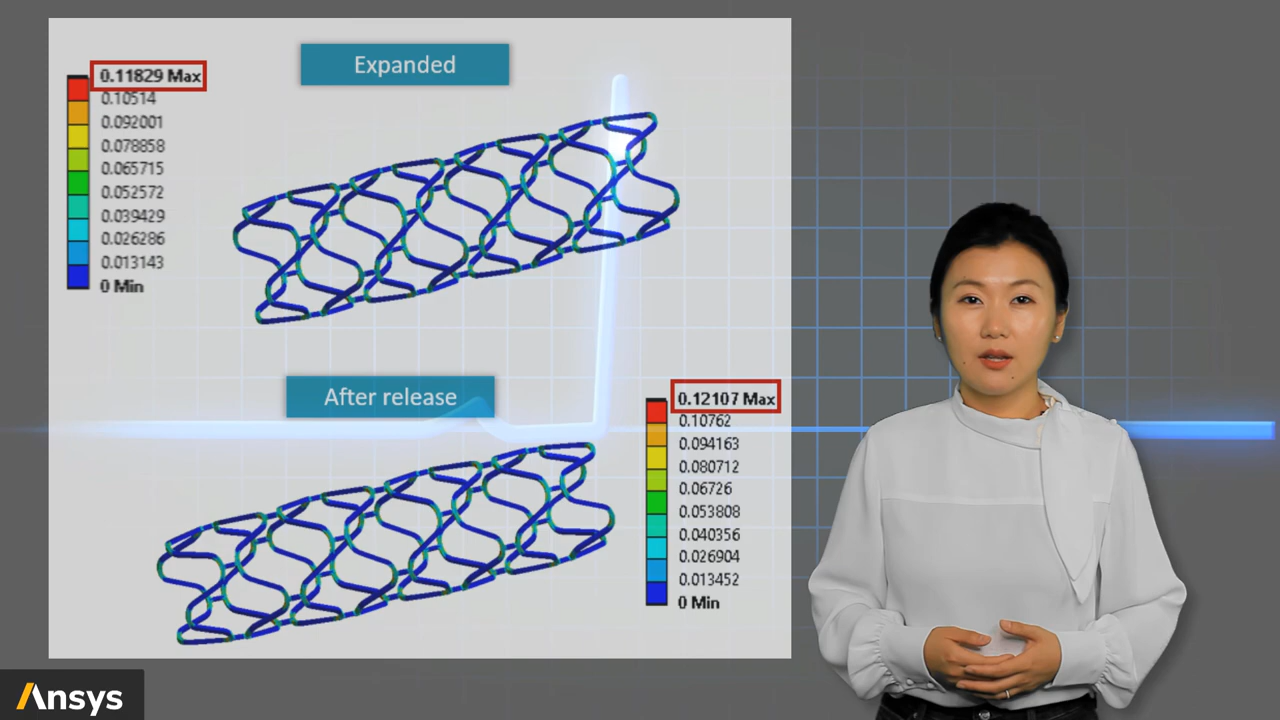 Expanded
0.11829 Max
0.10514
0.092001
0.078858
0.065715
0.052572
0.039429
0.026286
0.013143
0 Min
After release
0.12107 Max
0.10762
0.094163
0.080712
0.06726
0.053808
0.040356
0.026904
0.013452
0 Min
Ansys